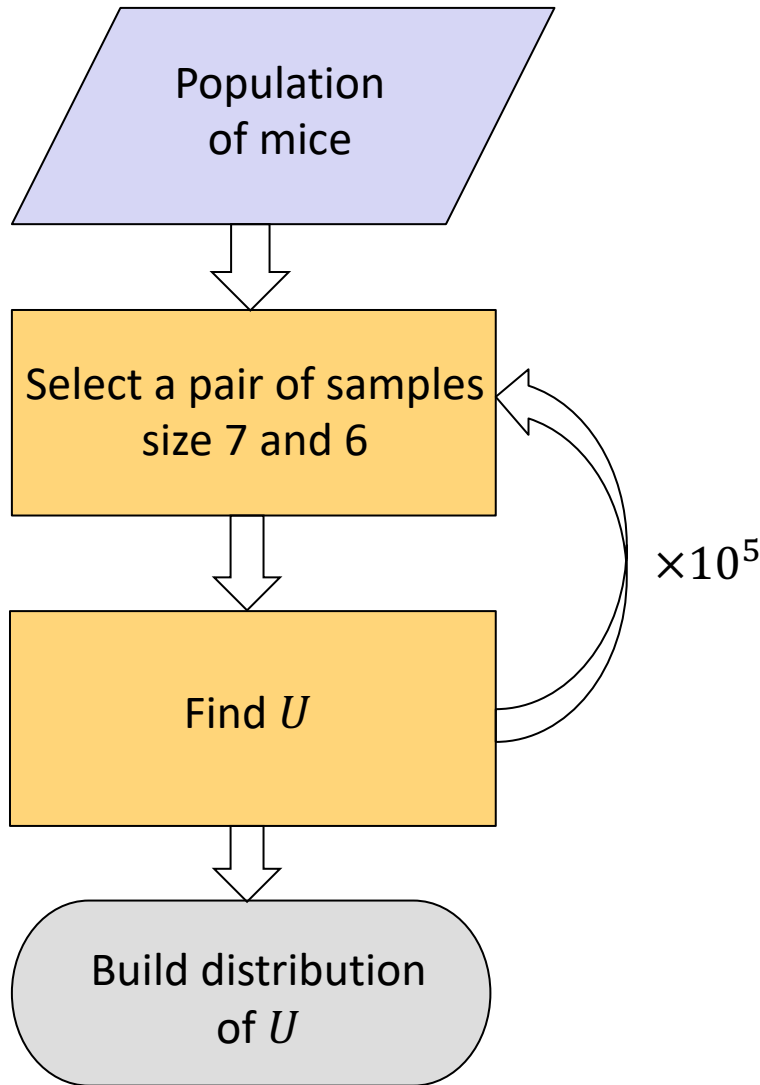 Population
of mice
Select a pair of samples
size 7 and 6
×10⁵
Find 𝑈
Build distribution
of 𝑈